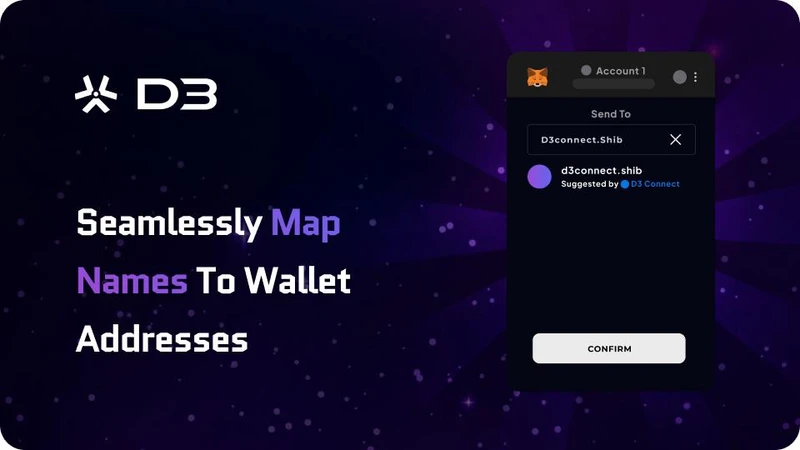 D3
Seamlessly Map
Names To Wallet
Addresses
Account 1
Send To
D3connect.Shib
d3connect.shib
Suggested by D3 Connect
CONFIRM